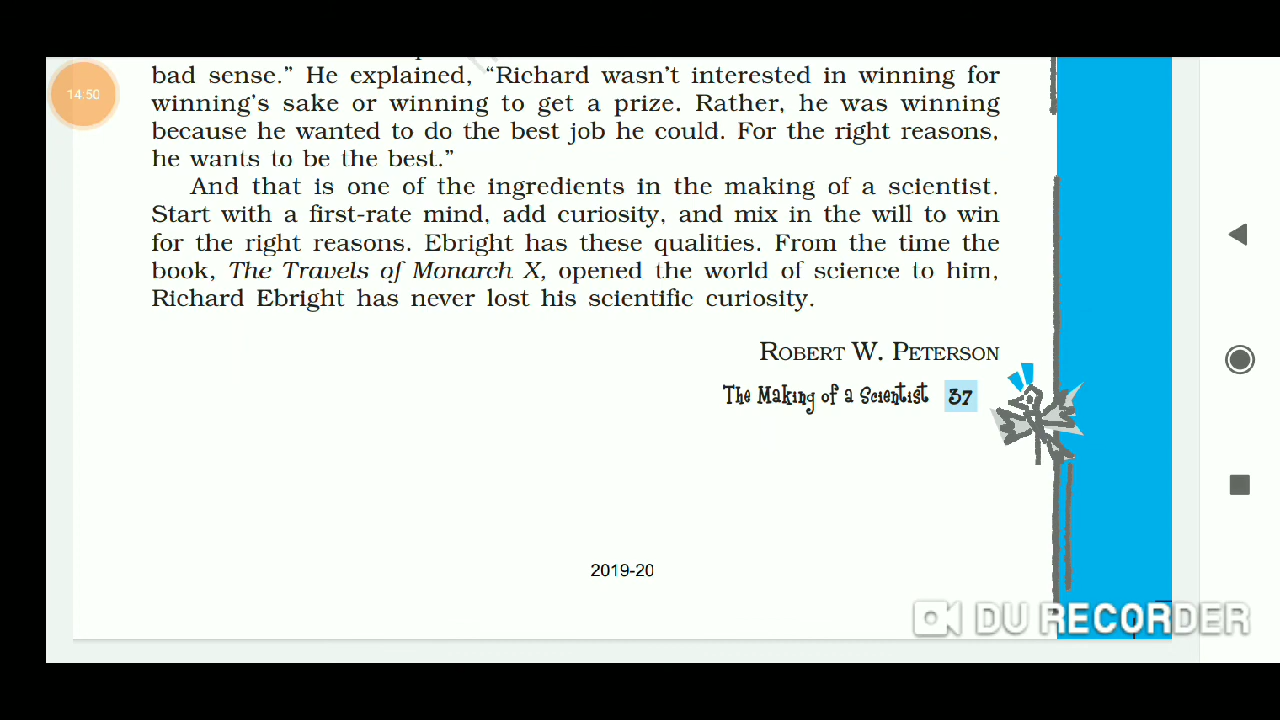 14:50
bad sense.” He explained, “Richard wasn’t interested in winning for
winning’s sake or winning to get a prize. Rather, he was winning
because he wanted to do the best job he could. For the right reasons,
he wants to be the best.”
And that is one of the ingredients in the making of a scientist.
Start with a first-rate mind, add curiosity, and mix in the will to win
for the right reasons. Ebright has these qualities. From the time the
book, The Travels of Monarch X, opened the world of science to him,
Richard Ebright has never lost his scientific curiosity.
ROBERT W. PETERSON
The Making of a Scientist 37
2019-20
DU RECORDER